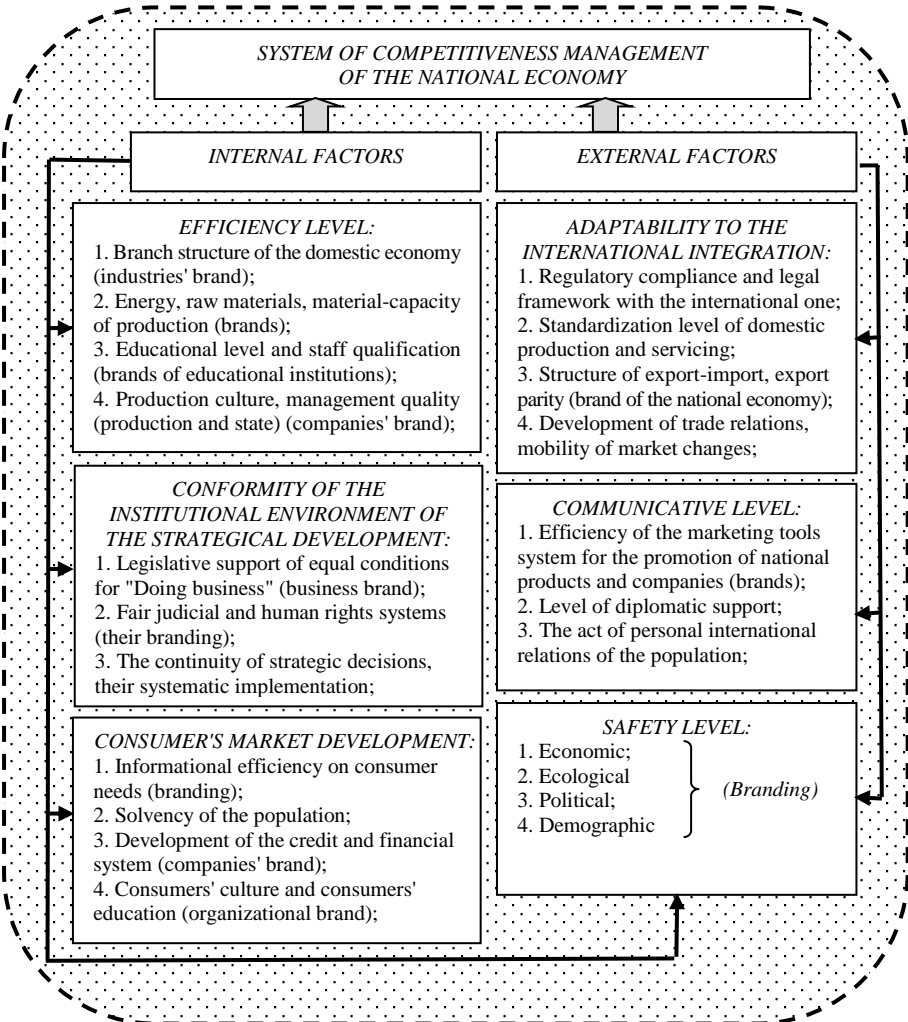 SYSTEM OF COMPETITIVENESS MANAGEMENT
OF THE NATIONAL ECONOMY
INTERNAL FACTORS
EFFICIENCY LEVEL:
1. Branch structure of the domestic economy
(industries' brand);
2. Energy, raw materials, material-capacity
of production (brands);
3. Educational level and staff qualification
(brands of educational institutions);
4. Production culture, management quality
(production and state) (companies' brand);
CONFORMITY OF THE
INSTITUTIONAL ENVIRONMENT OF
THE STRATEGICAL DEVELOPMENT:
1. Legislative support of equal conditions
for "Doing business" (business brand);
2. Fair judicial and human rights systems
(their branding);
3. The continuity of strategic decisions,
their systematic implementation;
CONSUMER'S MARKET DEVELOPMENT:
1. Informational efficiency on consumer
needs (branding);
2. Solvency of the population;
3. Development of the credit and financial
system (companies' brand);
4. Consumers' culture and consumers'
education (organizational brand);
EXTERNAL FACTORS
ADAPTABILITY TO THE
INTERNATIONAL INTEGRATION:
1. Regulatory compliance and legal
framework with the international one;
2. Standardization level of domestic
production and servicing;
3. Structure of export-import, export
parity (brand of the national economy);
4. Development of trade relations,
mobility of market changes;
COMMUNICATIVE LEVEL:
1. Efficiency of the marketing tools
system for the promotion of national
products and companies (brands);
2. Level of diplomatic support;
3. The act of personal international
relations of the population;
SAFETY LEVEL:
1. Economic;
2. Ecological
3. Political;
4. Demographic
(Branding)